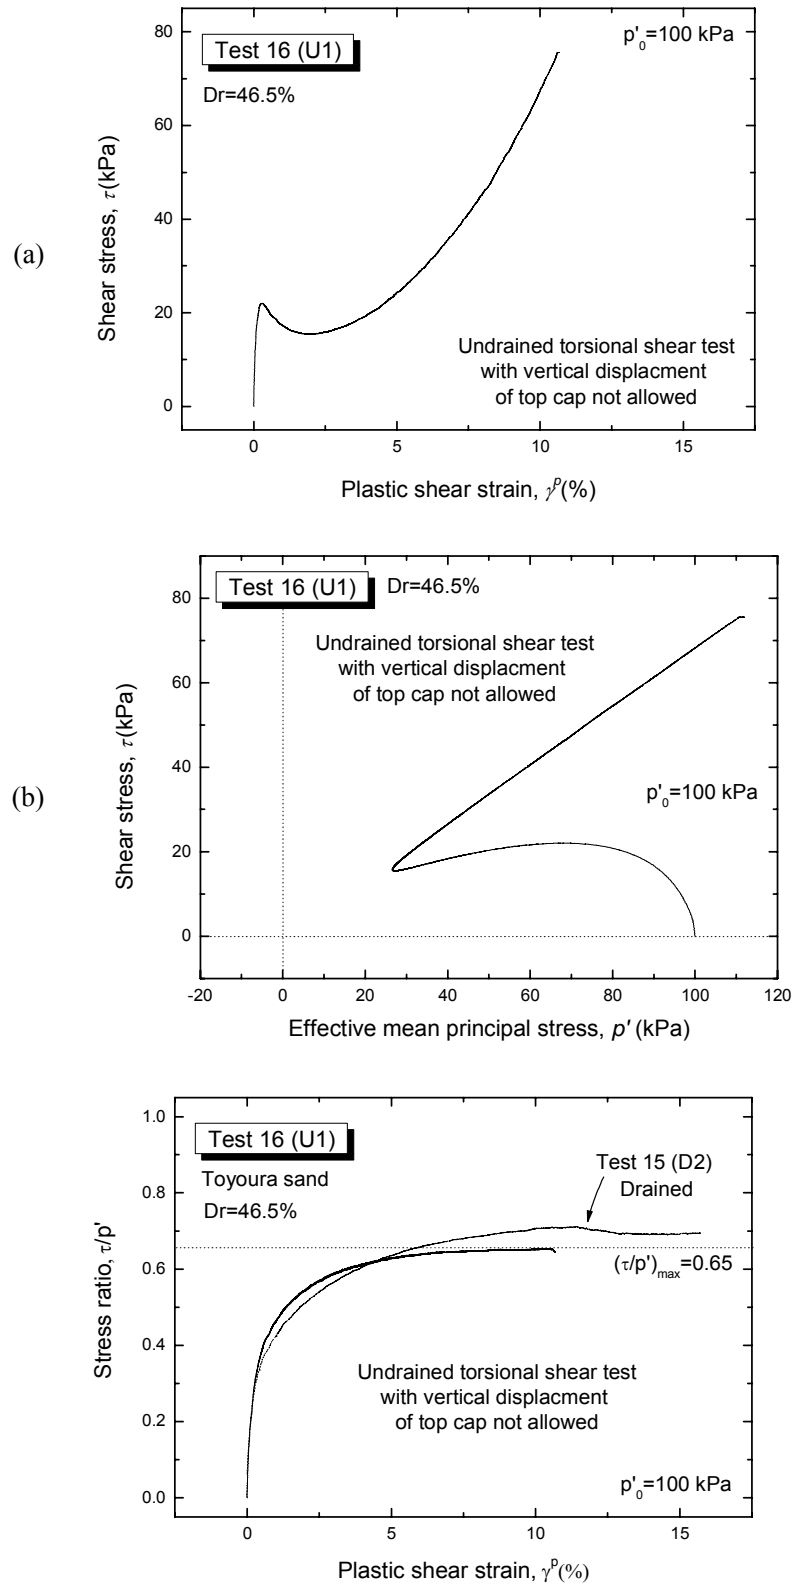 80
Test 16 (U1)
p'0=100 kPa
Dr=46.5%
60
40
20
0
Shear stress, τ(kPa)
(a)
Undrained torsional shear test
with vertical displacment
of top cap not allowed
0 5 10 15
Plastic shear strain, γp(%)
Test 16 (U1)
Dr=46.5%
80
Undrained torsional shear test
with vertical displacment
of top cap not allowed
60
40
20
0
Shear stress, τ(kPa)
(b)
p'0=100 kPa
-20 0 20 40 60 80 100 120
Effective mean principal stress, p' (kPa)
1.0
Test 16 (U1)
Toyoura sand
Dr=46.5%
Test 15 (D2)
Drained
0.8
0.6
0.4
0.2
0.0
(τ/p')max=0.65
Stress ratio, τ/p'
Undrained torsional shear test
with vertical displacment
of top cap not allowed
p'0=100 kPa
0 5 10 15
Plastic shear strain, γp(%)